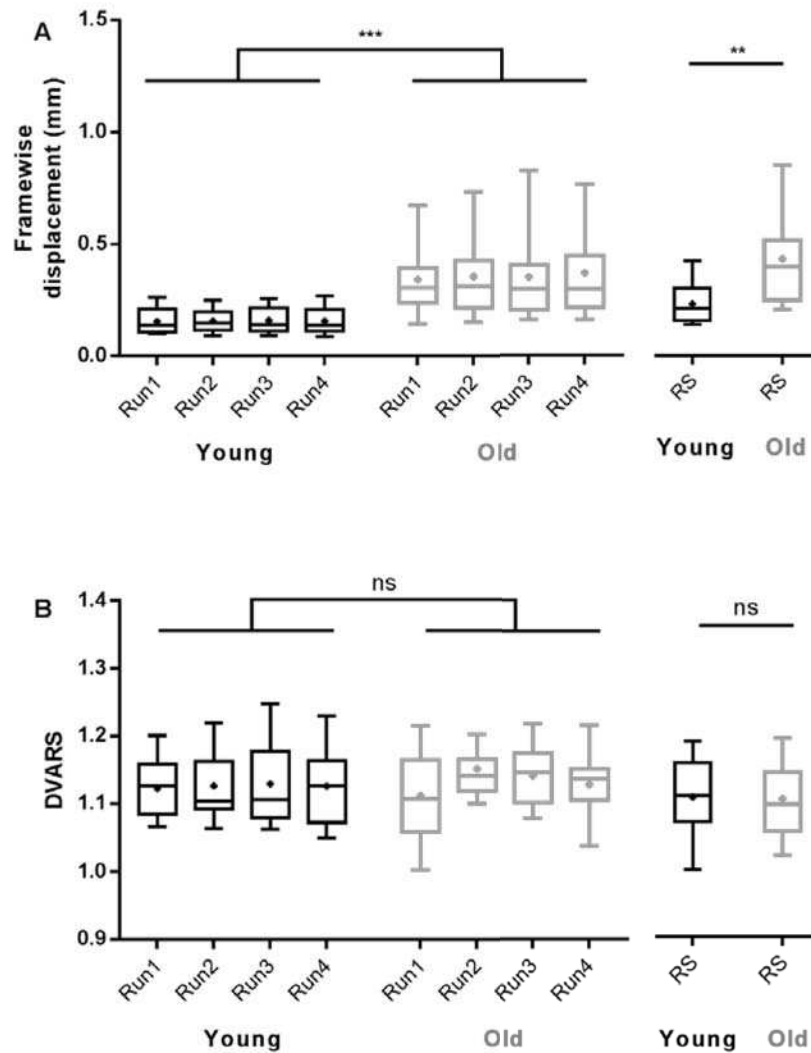 A
***
**
1.5
1.0
0.5
0.0
Framewise
displacement (mm)
Run1 Run2 Run3 Run4 Run1 Run2 Run3 Run4 RS RS
Young Old Young Old
B
ns
ns
1.4
1.3
1.2
1.1
1.0
0.9
DVARS
Run1 Run2 Run3 Run4 Run1 Run2 Run3 Run4 RS RS
Young Old Young Old